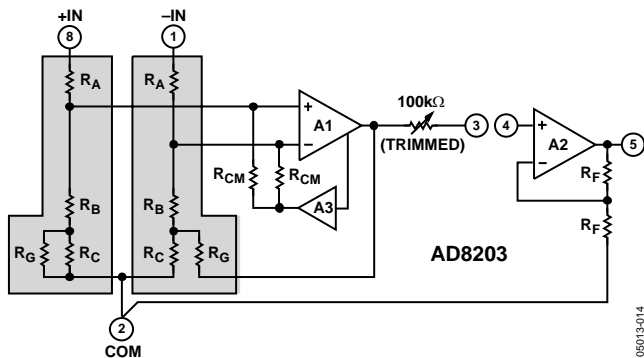 +IN
–IN
8
1
RA
RA
100kΩ
A1
+
–
3
4
+
A2
–
5
(TRIMMED)
RCM
RCM
A3
RF
RB
RB
RG
RC
RC
RG
RF
AD8203
2
COM
05013-014